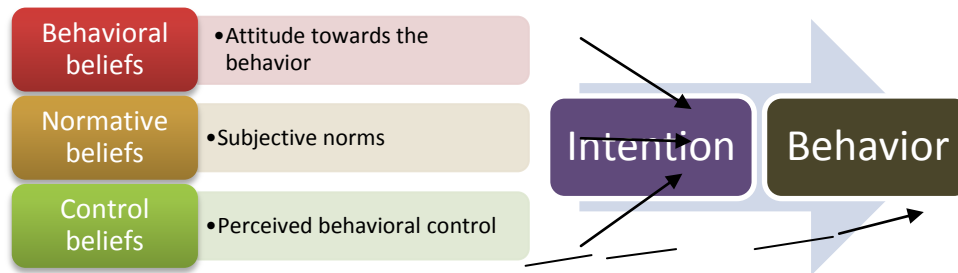 Behavioral
beliefs
•Attitude towards the
behavior
Normative
beliefs
•Subjective norms
Control
beliefs
•Perceived behavioral control
Intention
Behavior